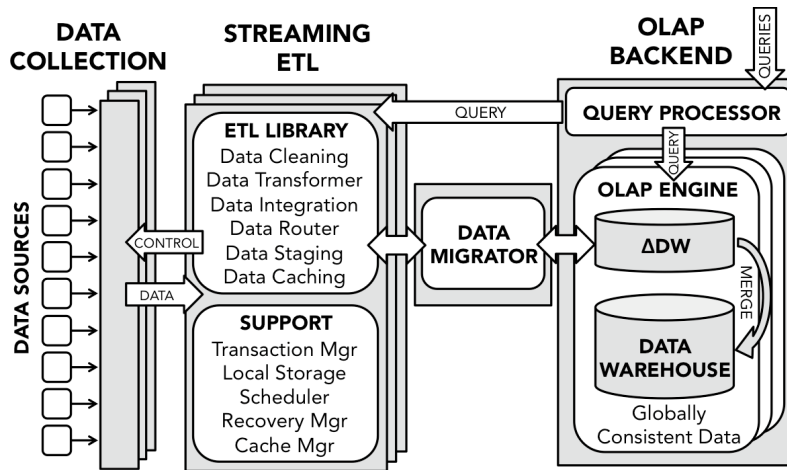 DATA
COLLECTION
STREAMING
ETL
OLAP
BACKEND
QUERIES
DATA SOURCES
CONTROL
DATA
ETL LIBRARY
Data Cleaning
Data Transformer
Data Integration
Data Router
Data Staging
Data Caching
SUPPORT
Transaction Mgr
Local Storage
Scheduler
Recovery Mgr
Cache Mgr
QUERY
DATA
MIGRATOR
QUERY PROCESSOR
QUERY
OLAP ENGINE
ΔDW
MERGE
DATA
WAREHOUSE
Globally
Consistent Data